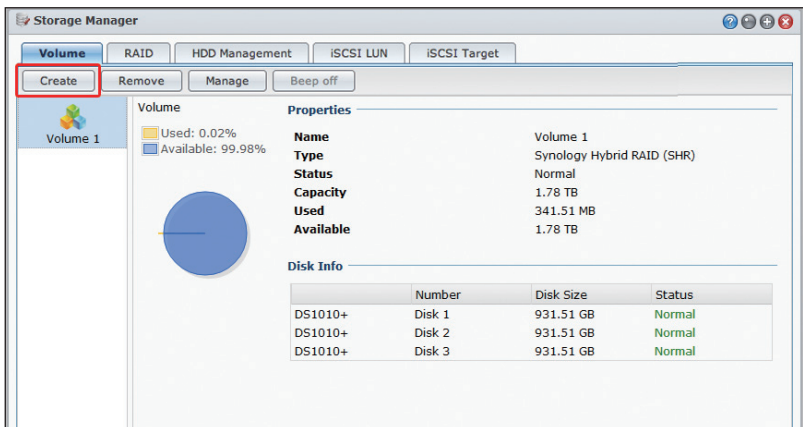 Storage Manager
Volume RAID HDD Management iSCSI LUN iSCSI Target
Create Remove Manage Beep off
Volume 1
Volume
Used: 0.02%
Available: 99.98%
Properties
Name Volume 1
Type Synology Hybrid RAID (SHR)
Status Normal
Capacity 1.78 TB
Used 341.51 MB
Available 1.78 TB
Disk Info
Number Disk Size Status
DS1010+ Disk 1 931.51 GB Normal
DS1010+ Disk 2 931.51 GB Normal
DS1010+ Disk 3 931.51 GB Normal